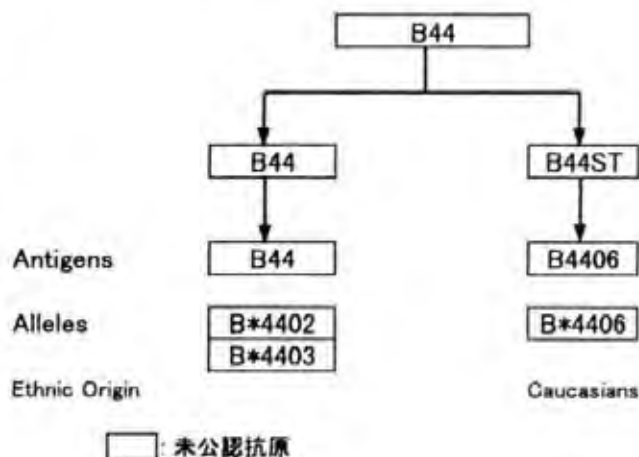 B44
B44 B44ST
Antigens B44 B4406
Alleles B*4402 B*4406
B*4403
Ethnic Origin Caucasians
: 未公認抗原